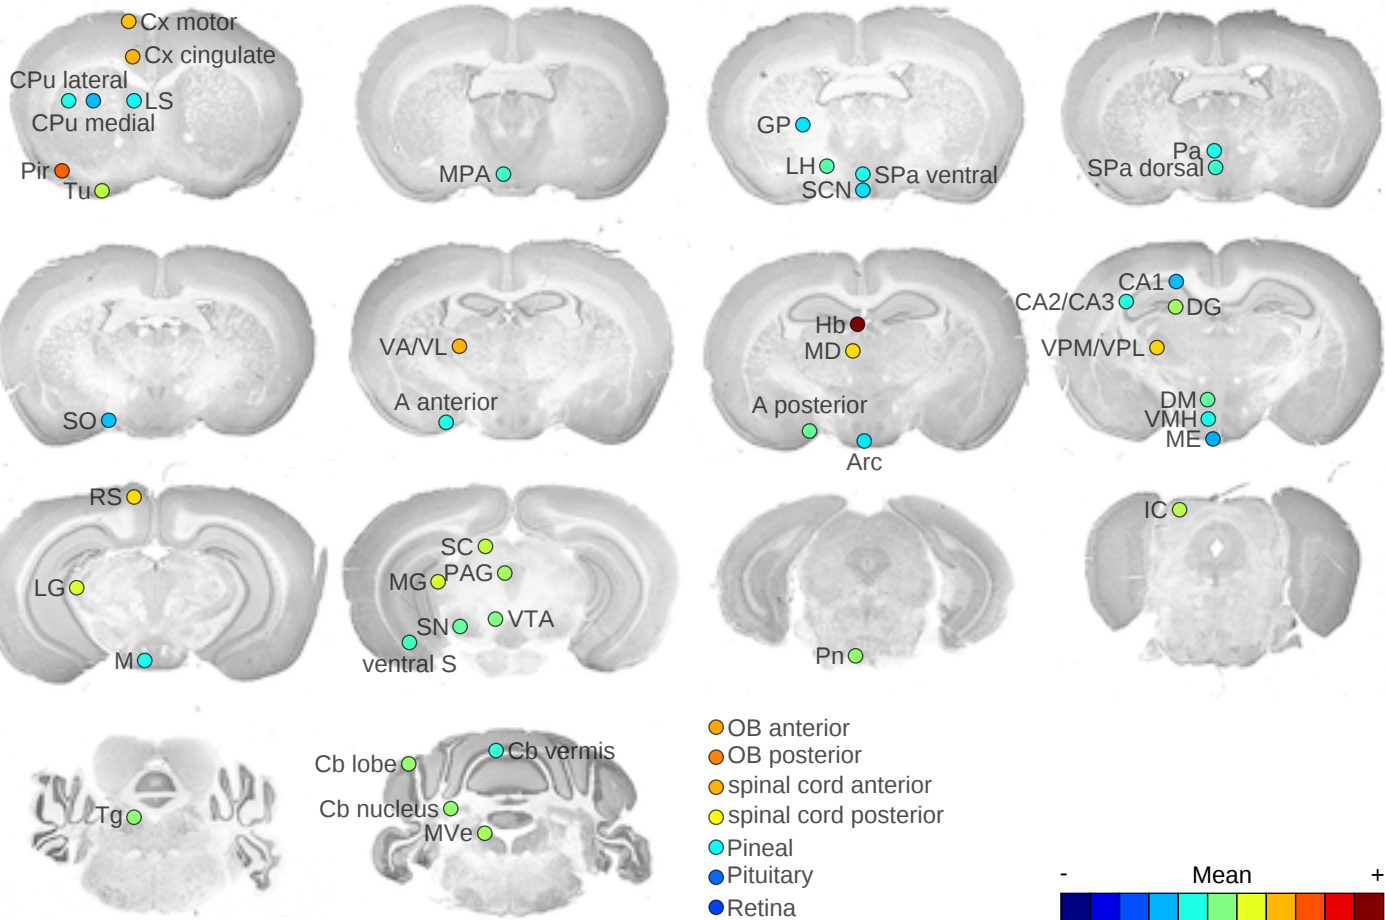 Cx motor
Cx cingulate
CPu lateral
LS
CPu medial
Pir
Tu
MPA
GP
LH
SPa ventral
SCN
Pa
SPa dorsal
SO
VA/VL
A anterior
Hb
MD
A posterior
Arc
CA1
CA2/CA3
DG
VPM/VPL
DM
VMH
ME
RS
LG
M
SC
MG
PAG
SN
VTA
ventral S
Pn
IC
Tg
Cb lobe
Cb vermis
Cb nucleus
MVe
OB anterior
OB posterior
spinal cord anterior
spinal cord posterior
Pineal
Pituitary
Retina
- Mean +